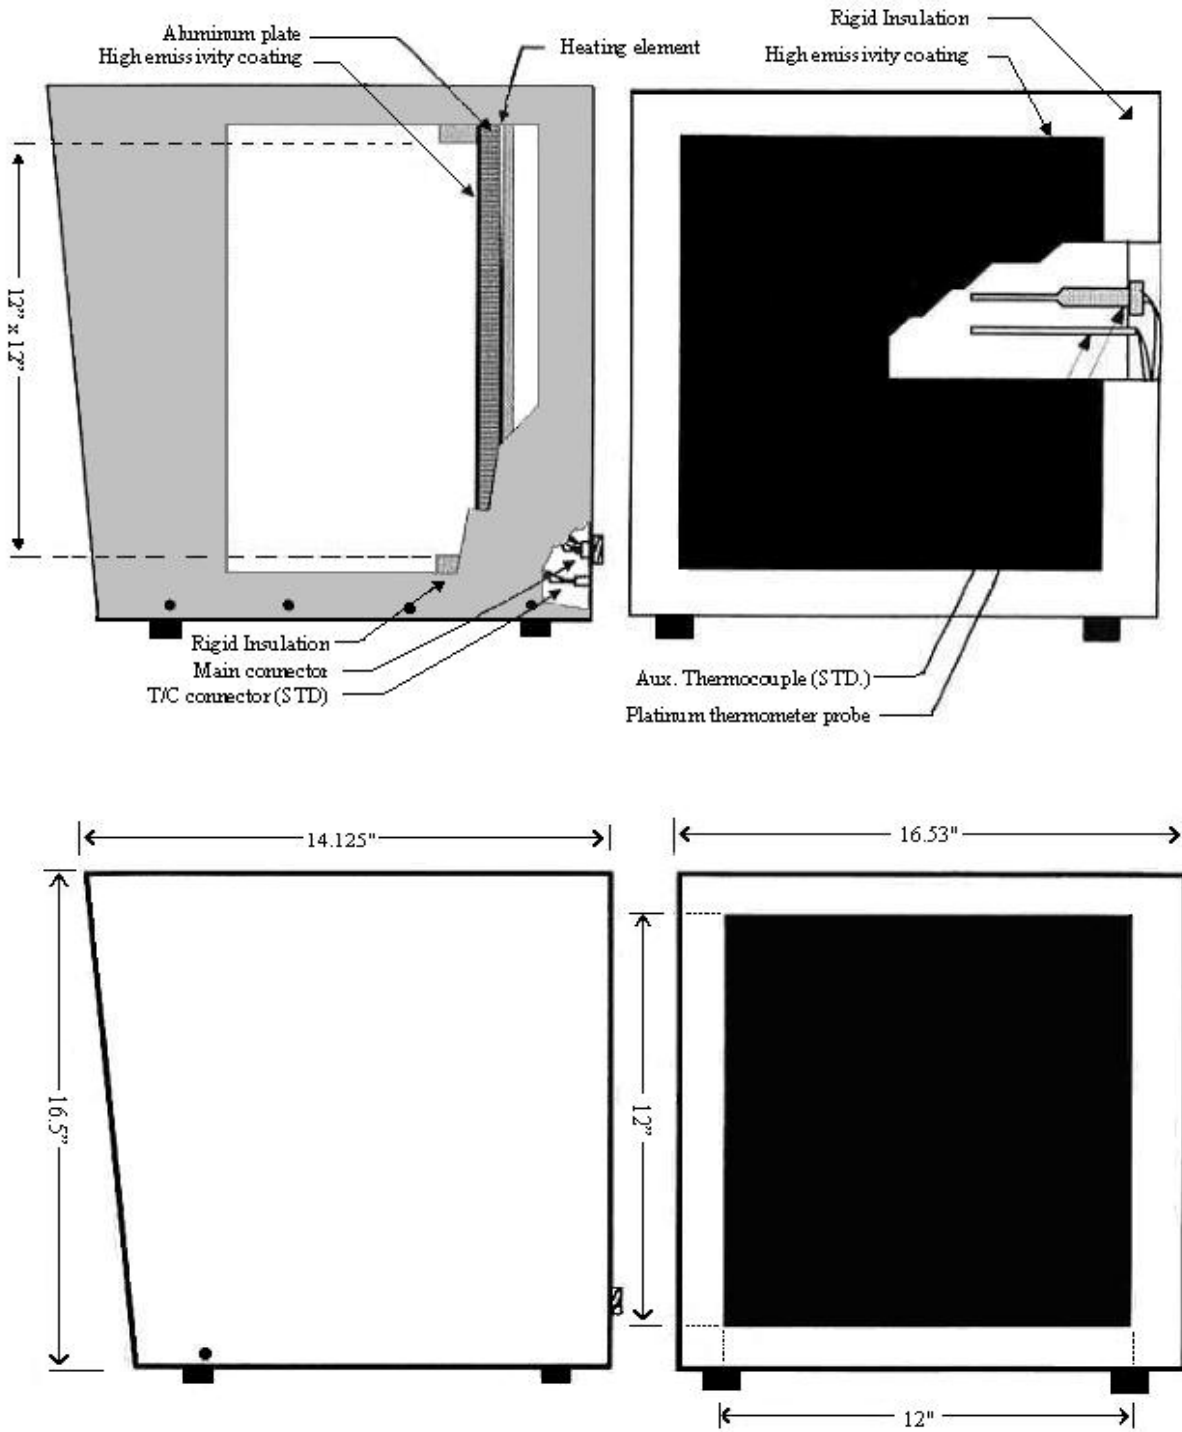 Aluminum plate
High emissivity coating
Heating element
Rigid Insulation
High emissivity coating
12" x 12"
Rigid Insulation
Main connector
T/C connector (STD)
Aux. Thermocouple (STD.)
Platinum thermometer probe
14.125"
16.53"
16.5"
12"
12"